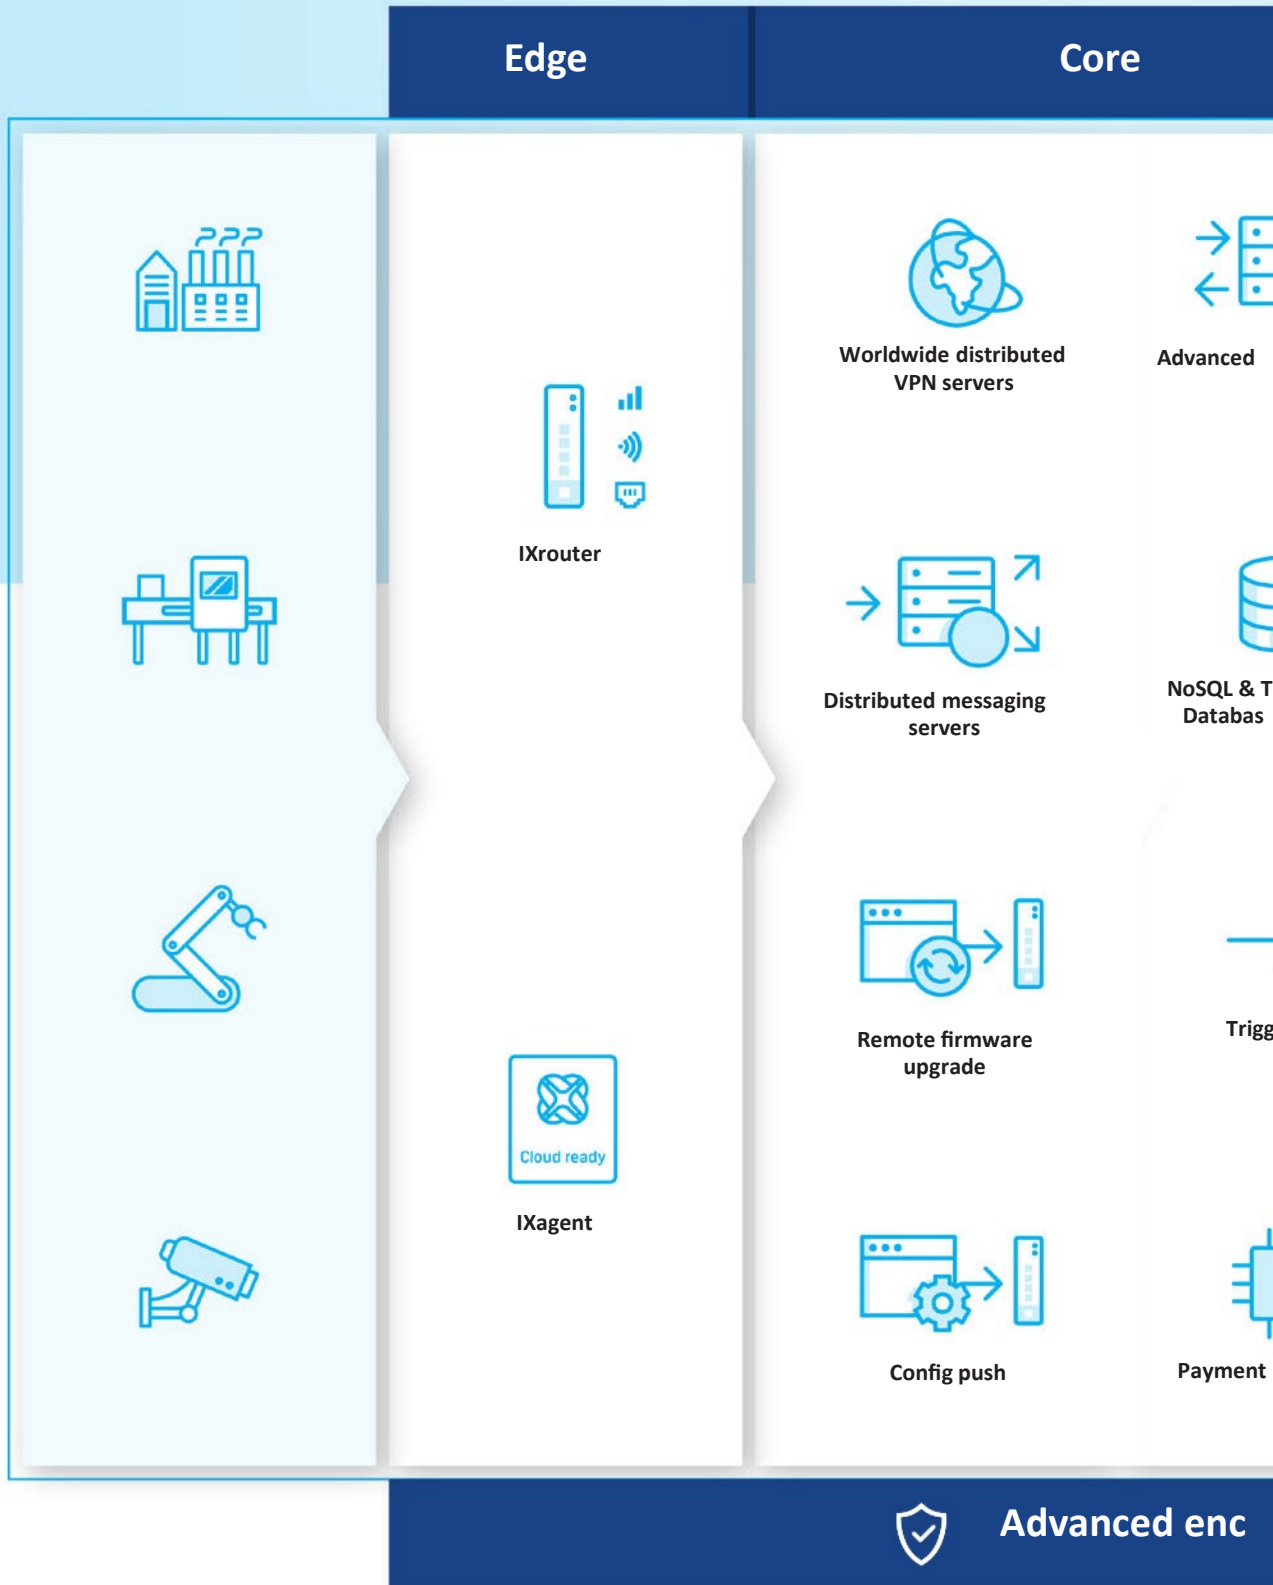 Edge
Core
Worldwide distributed
VPN servers
Advanced
IXrouter
Distributed messaging
servers
NoSQL & T
Databas
Remote firmware
upgrade
Trigg
Cloud ready
IXagent
Config push
Payment
Advanced enc